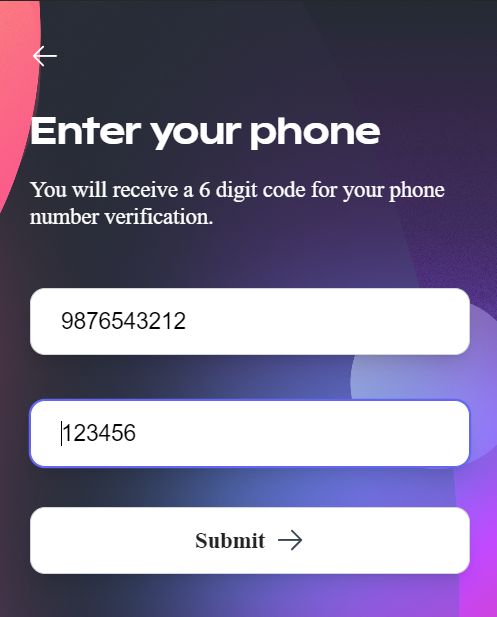 Enter your phone
You will receive a 6 digit code for your phone
number verification.
9876543212
123456
Submit